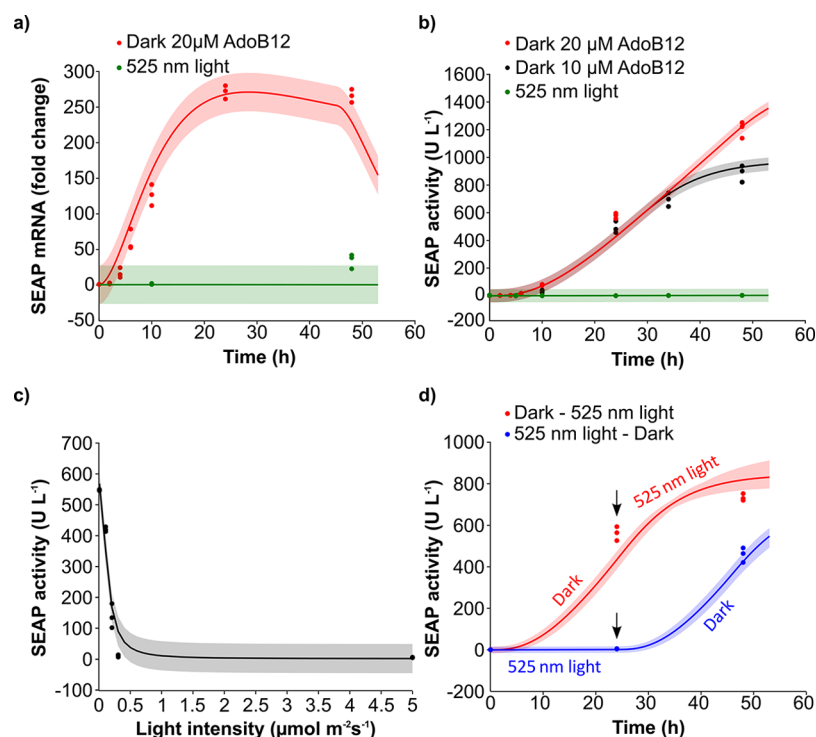 a)
Dark 20µM AdoB12
525 nm light
300
250
200
150
100
50
0
-50
0 10 20 30 40 50 60
SEAP mRNA (fold change)
Time (h)
b)
Dark 20 µM AdoB12
Dark 10 µM AdoB12
525 nm light
1600
1400
1200
1000
800
600
400
200
0
-200
0 10 20 30 40 50 60
SEAP activity (U L⁻¹)
Time (h)
c)
700
600
500
400
300
200
100
0
-100
0 0.5 1 1.5 2 2.5 3 3.5 4 4.5 5
SEAP activity (U L⁻¹)
Light intensity (µmol m⁻²s⁻¹)
d)
Dark - 525 nm light
525 nm light - Dark
1000
800
600
400
200
0
-200
0 20 40 60
SEAP activity (U L⁻¹)
Time (h)
525 nm light
Dark
Dark
525 nm light